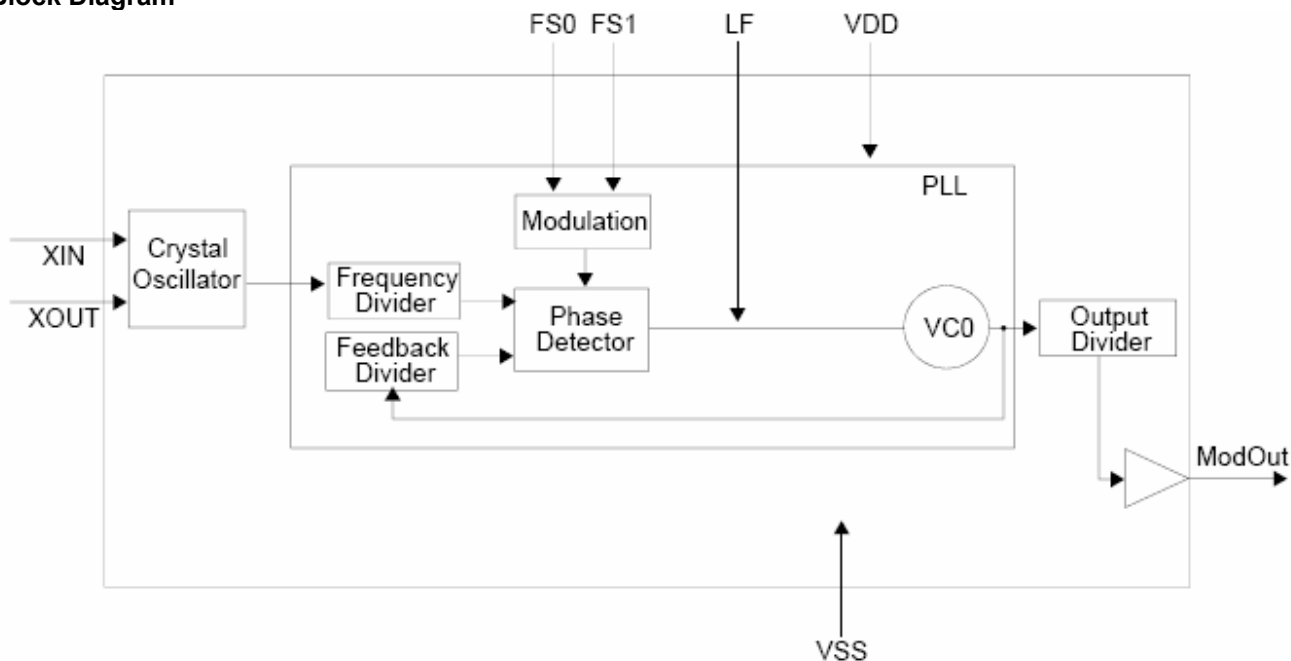 Block Diagram
FS0 FS1 LF VDD
PLL
Modulation
XIN
Crystal
Oscillator
XOUT
Frequency
Divider
Phase
Detector
Feedback
Divider
VC0
Output
Divider
ModOut
VSS